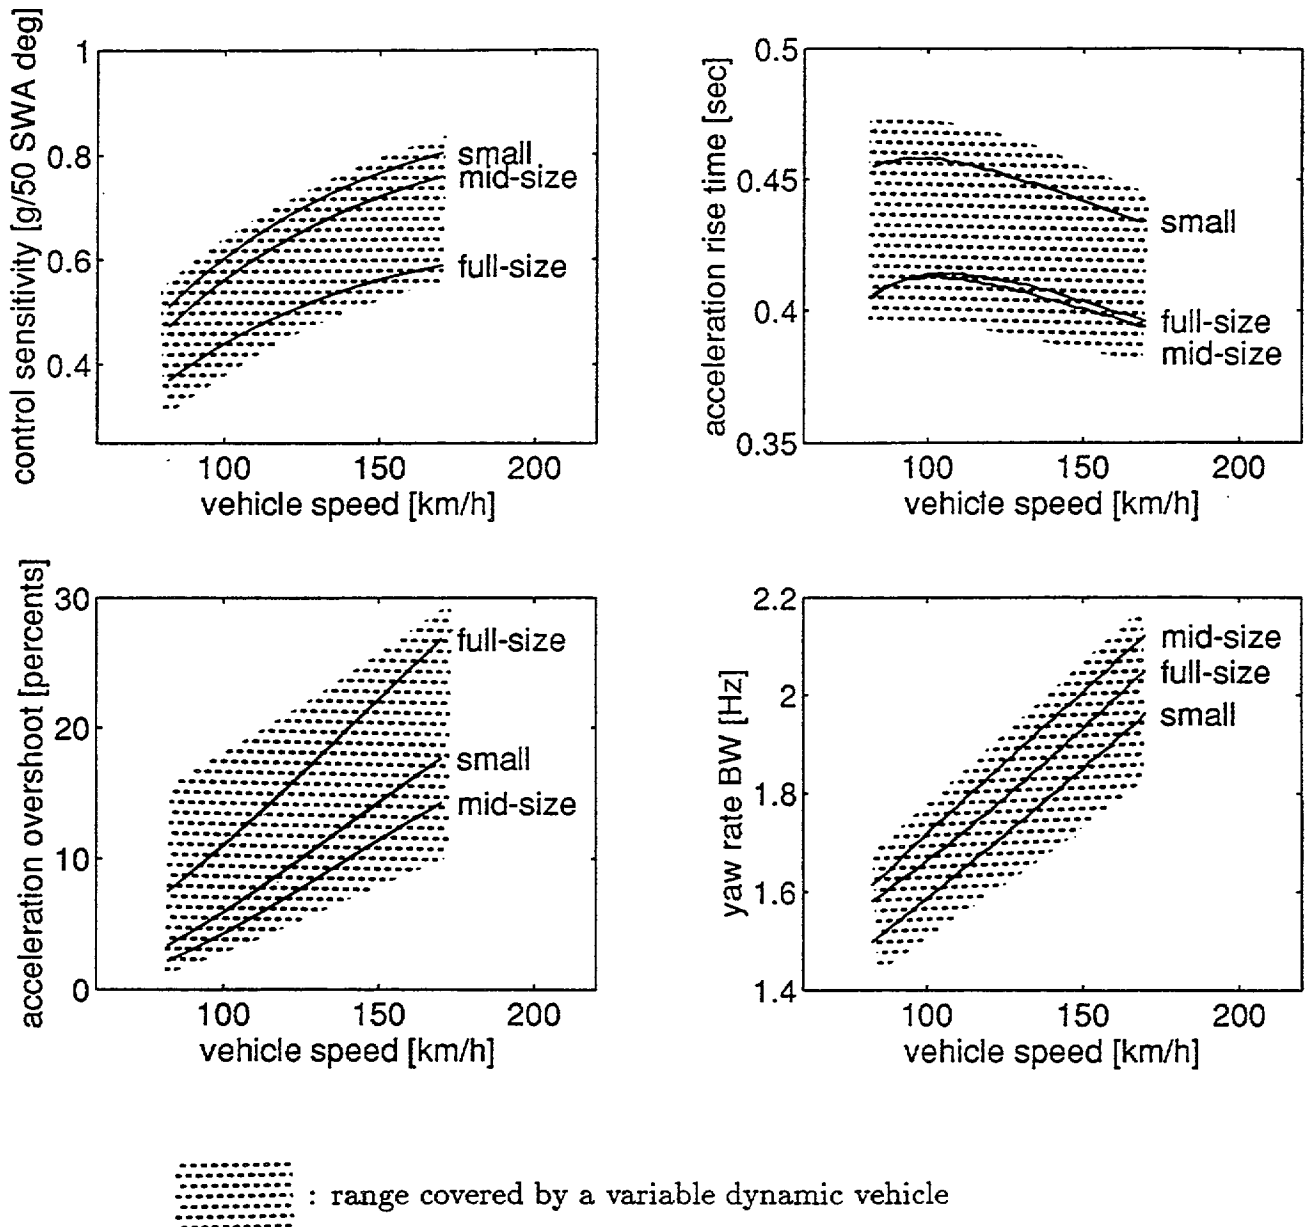 control sensitivity [g/50 SWA deg]
1
0.8
0.6
0.4
small
mid-size
full-size
100
150
200
vehicle speed [km/h]
acceleration rise time [sec]
0.5
0.45
0.4
0.35
small
full-size
mid-size
100
150
200
vehicle speed [km/h]
acceleration overshoot [percents]
30
20
10
0
full-size
small
mid-size
100
150
200
vehicle speed [km/h]
yaw rate BW [Hz]
2.2
2
1.8
1.6
1.4
mid-size
full-size
small
100
150
200
vehicle speed [km/h]
: range covered by a variable dynamic vehicle